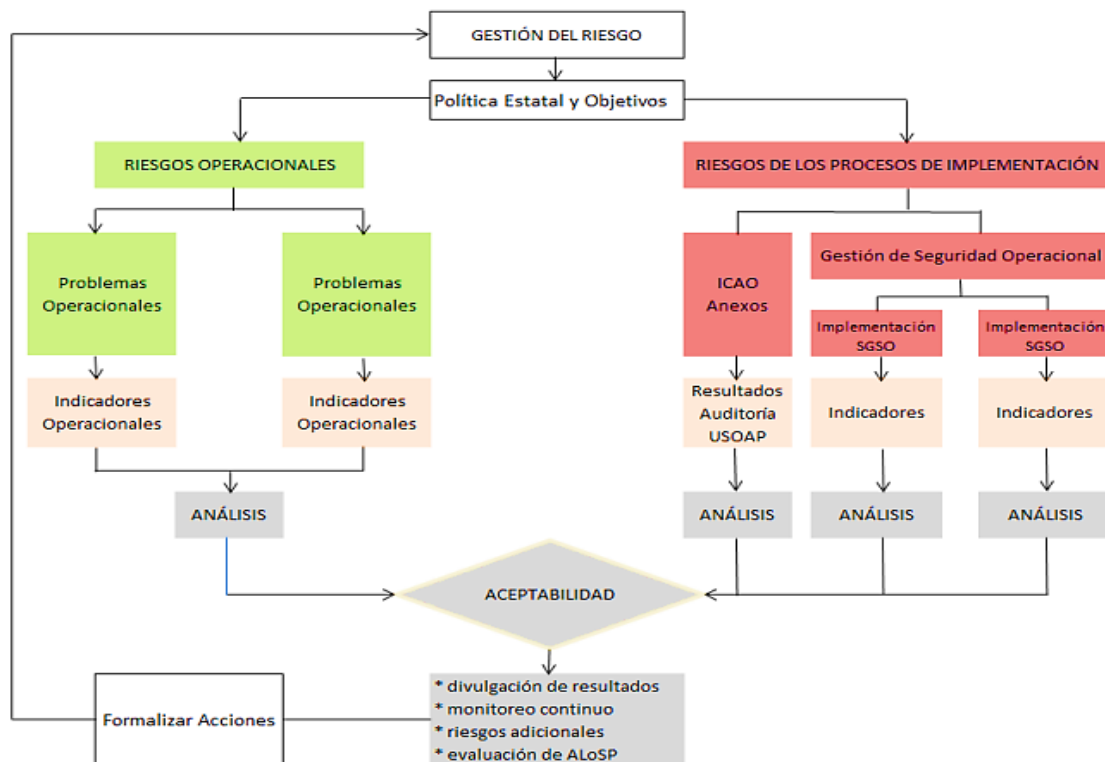 GESTIÓN DEL RIESGO
Política Estatal y Objetivos
RIESGOS OPERACIONALES
RIESGOS DE LOS PROCESOS DE IMPLEMENTACIÓN
Problemas
Operacionales
Problemas
Operacionales
ICAO
Anexos
Gestión de Seguridad Operacional
Implementación
SGSO
Implementación
SGSO
Indicadores
Operacionales
Indicadores
Operacionales
Resultados
Auditoría
USOAP
Indicadores
Indicadores
ANÁLISIS
ANÁLISIS
ANÁLISIS
ANÁLISIS
ACEPTABILIDAD
Formalizar Acciones
* divulgación de resultados
* monitoreo continuo
* riesgos adicionales
* evaluación de ALoSP